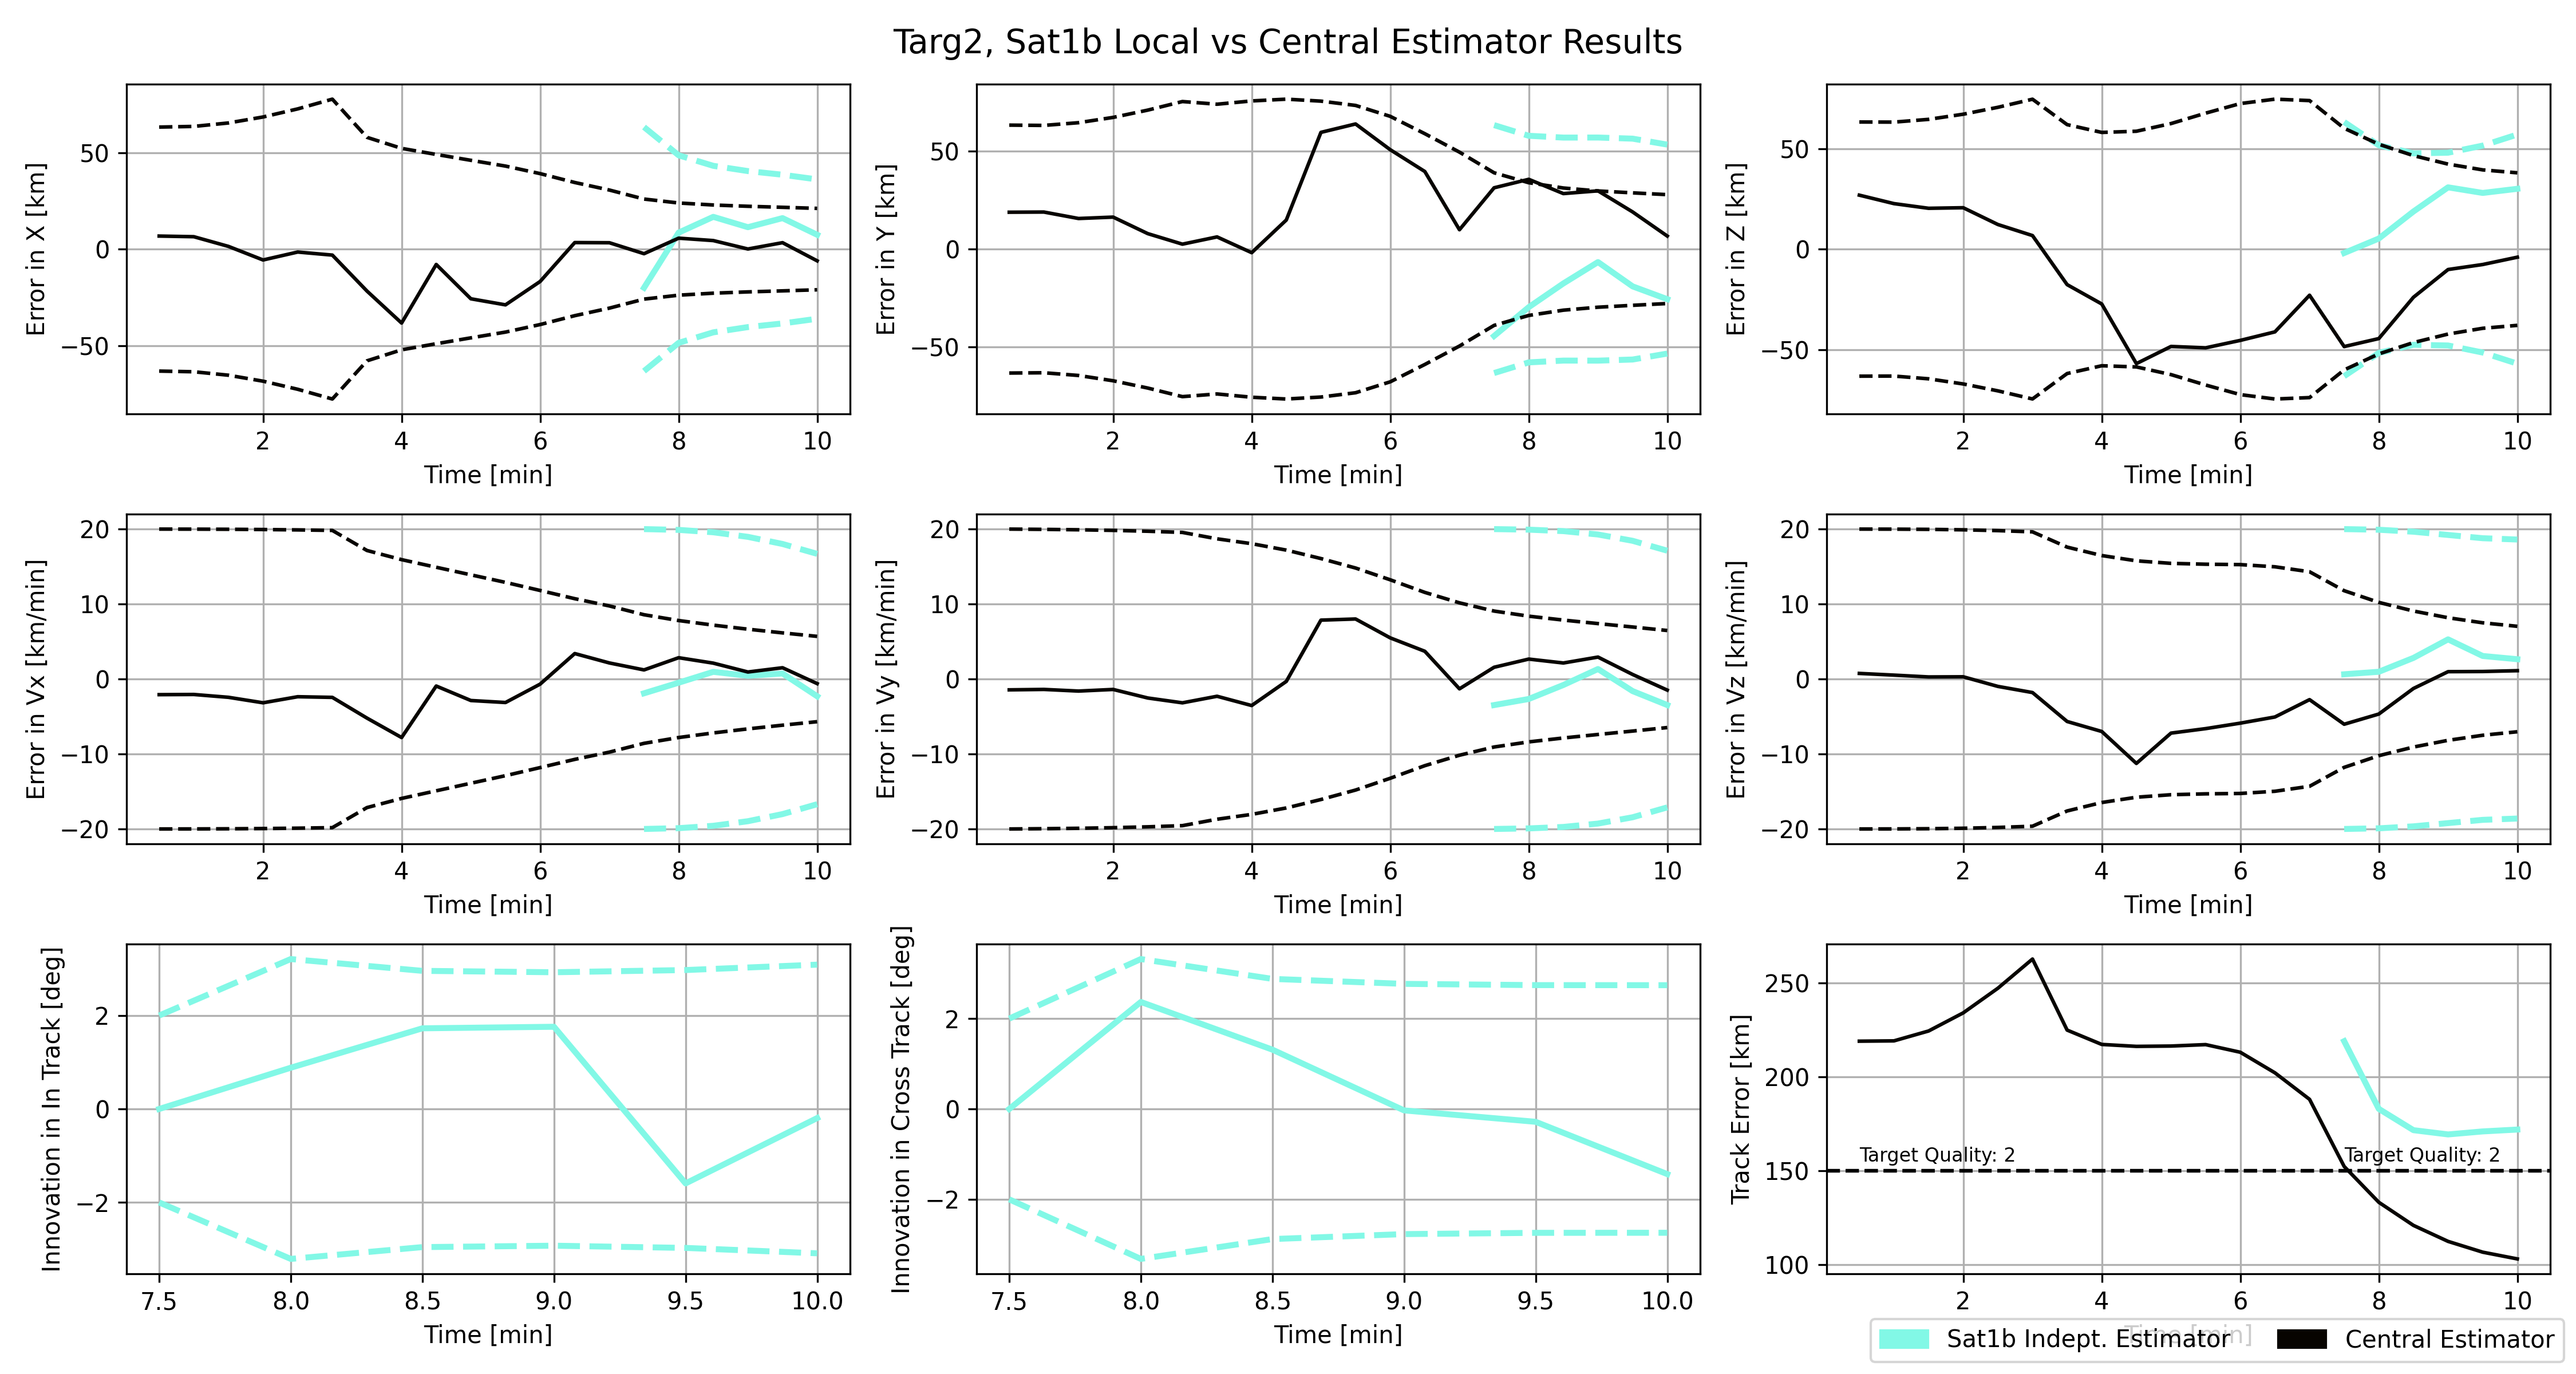 Targ2, Sat1b Local vs Central Estimator Results
Error in X [km]
50
0
−50
2 4 6 8 10
Time [min]
Error in Y [km]
50
0
−50
2 4 6 8 10
Time [min]
Error in Z [km]
50
0
−50
2 4 6 8 10
Time [min]
Error in Vx [km/min]
20
10
0
−10
−20
2 4 6 8 10
Time [min]
Error in Vy [km/min]
20
10
0
−10
−20
2 4 6 8 10
Time [min]
Error in Vz [km/min]
20
10
0
−10
−20
2 4 6 8 10
Time [min]
Innovation in In Track [deg]
2
0
−2
7.5 8.0 8.5 9.0 9.5 10.0
Time [min]
Innovation in Cross Track [deg]
2
0
−2
7.5 8.0 8.5 9.0 9.5 10.0
Time [min]
Track Error [km]
250
200
150
100
Target Quality: 2 Target Quality: 2
2 4 6 8 10
Time [min]
Sat1b Indept. Estimator Central Estimator